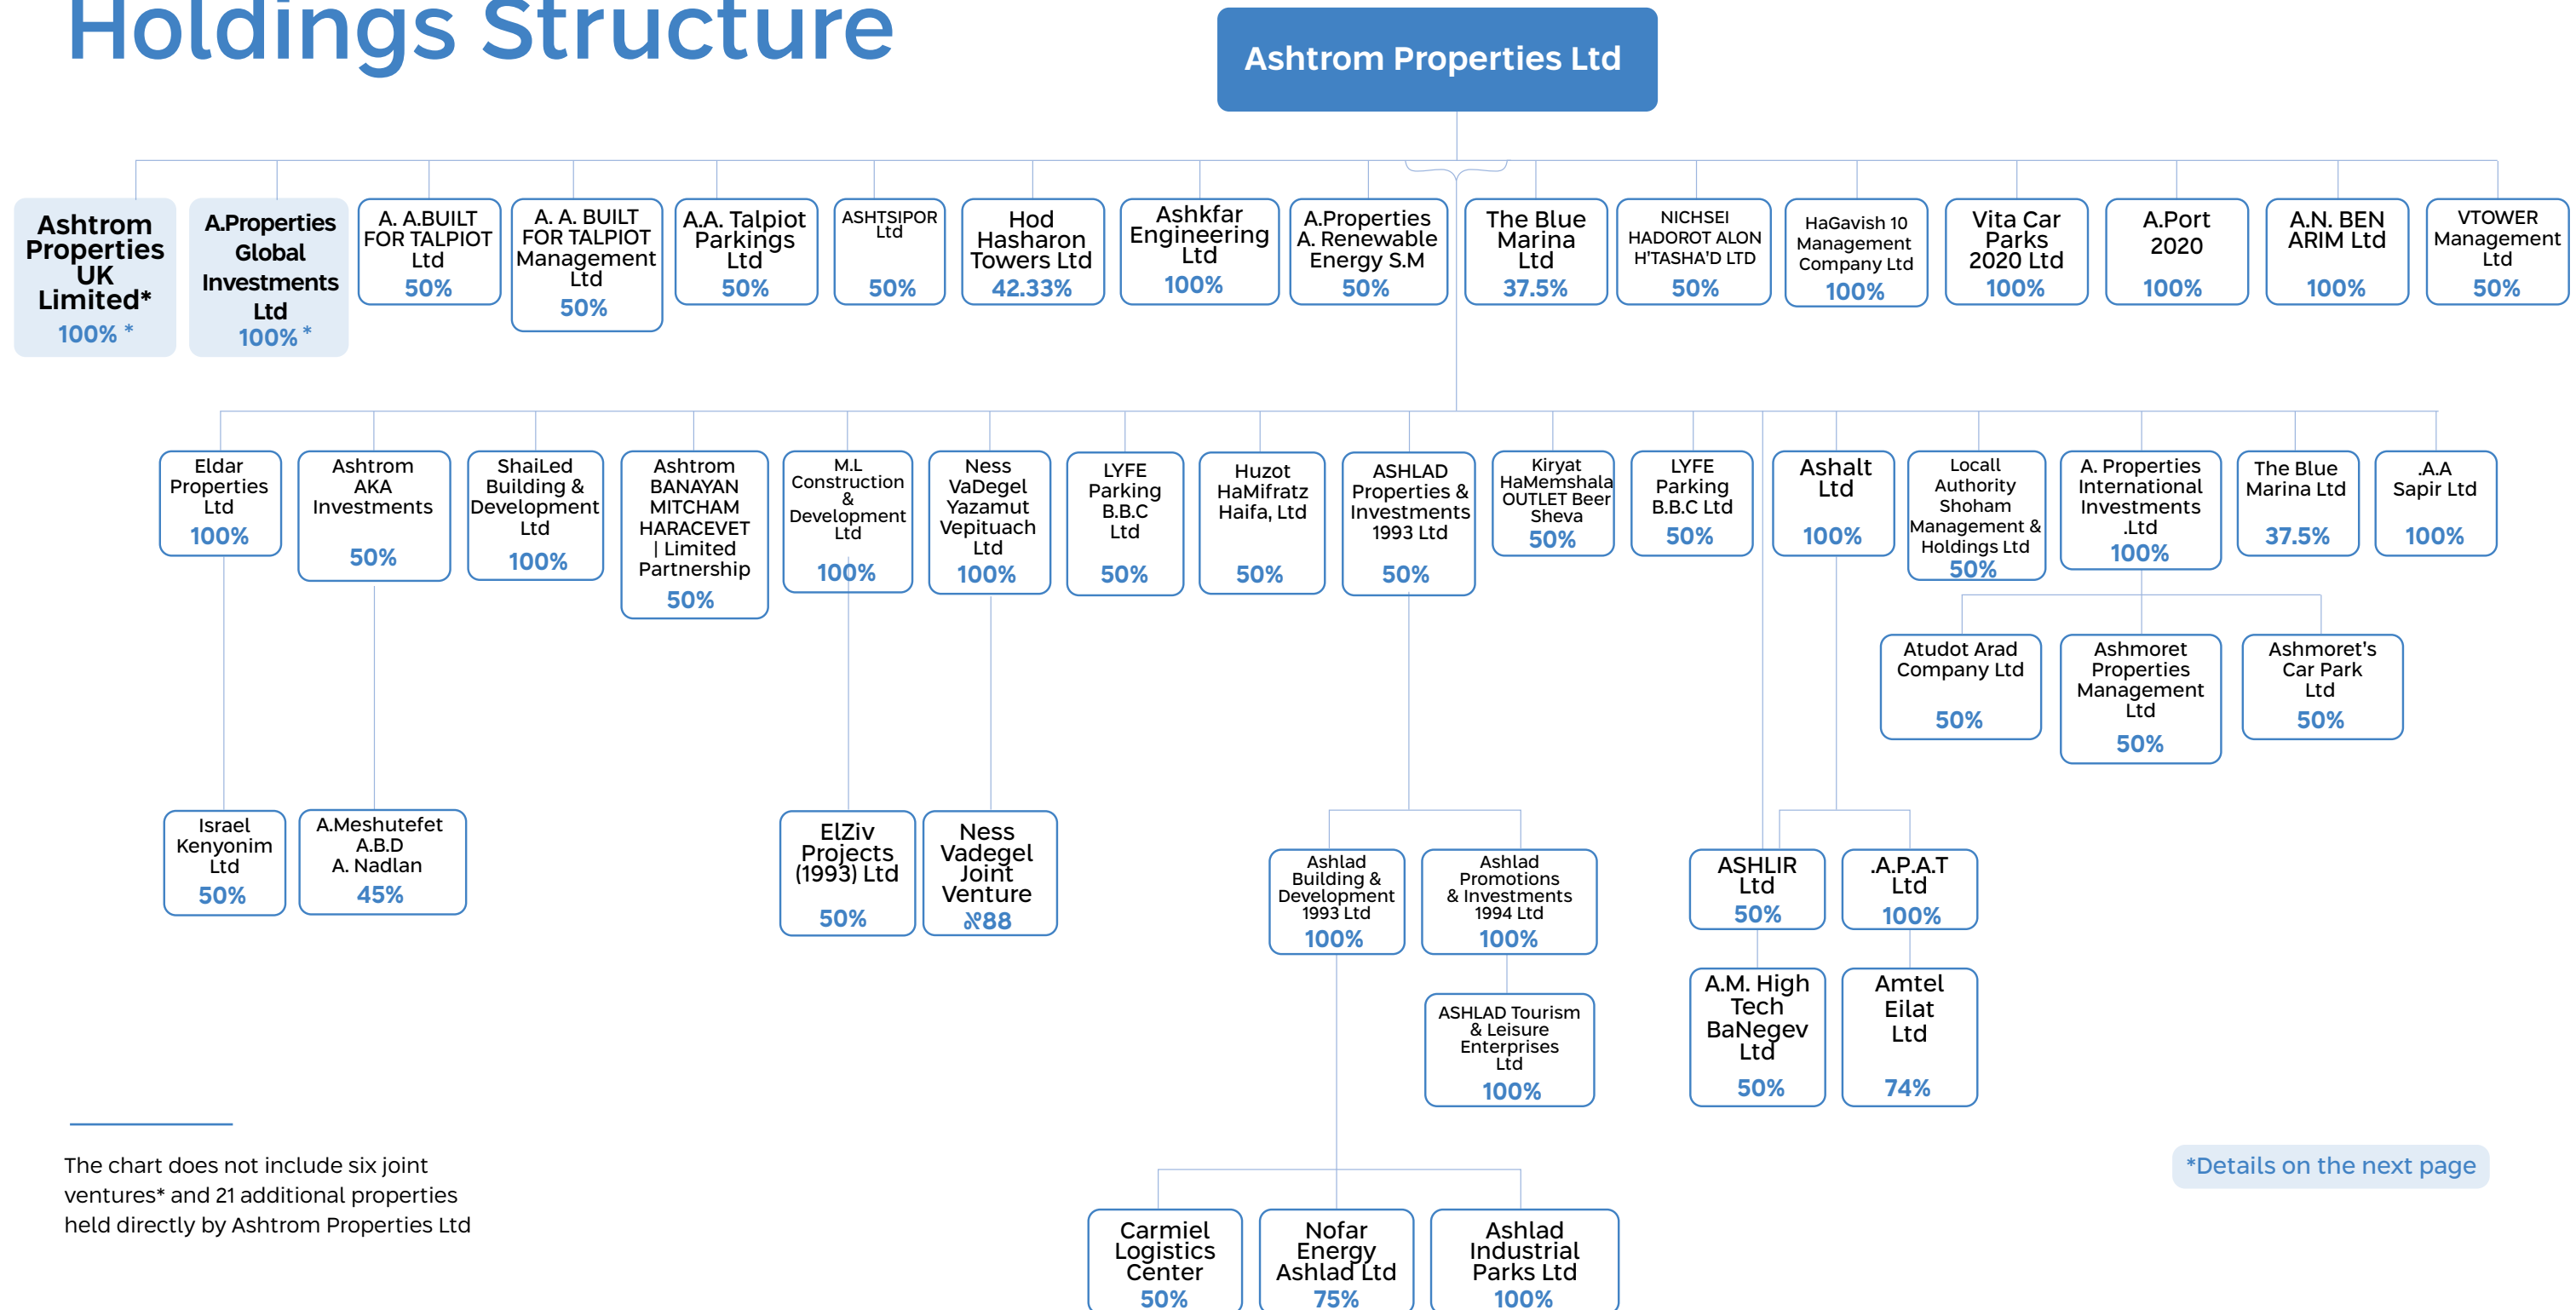 Holdings Structure
Ashtrom Properties Ltd
Ashtrom
Properties
UK
Limited*
100% *
A.Properties
Global
Investments
Ltd
100% *
A. A.BUILT
FOR TALPIOT
Ltd
50%
A. A. BUILT
FOR TALPIOT
Management
Ltd
50%
A.A. Talpiot
Parkings
Ltd
50%
ASHTSIPOR
Ltd
50%
Hod
Hasharon
Towers Ltd
42.33%
Ashkfar
Engineering
Ltd
100%
A.Properties
A. Renewable
Energy S.M
50%
The Blue
Marina
Ltd
37.5%
NICHSEI
HADOROT ALON
H'TASHA'D LTD
50%
HaGavish 10
Management
Company Ltd
100%
Vita Car
Parks
2020 Ltd
100%
A.Port
2020
100%
A.N. BEN
ARIM Ltd
100%
VTOWER
Management
Ltd
50%
Eldar
Properties
Ltd
100%
Ashtrom
AKA
Investments
50%
ShaiLed
Building &
Development
Ltd
100%
Ashtrom
BANAYAN
MITCHAM
HARACEVET
| Limited
Partnership
50%
M.L
Construction
&
Development
Ltd
100%
Ness
VaDegel
Yazamut
Vepituach
Ltd
100%
LYFE
Parking
B.B.C
Ltd
50%
Huzot
HaMifratz
Haifa, Ltd
50%
ASHLAD
Properties &
Investments
1993 Ltd
50%
Kiryat
HaMemshala
OUTLET Beer
Sheva
50%
LYFE
Parking
B.B.C Ltd
50%
Ashalt
Ltd
100%
Locall
Authority
Shoham
Management &
Holdings Ltd
50%
A. Properties
International
Investments
.Ltd
100%
The Blue
Marina Ltd
37.5%
.A.A
Sapir Ltd
100%
Atudot Arad
Company Ltd
50%
Ashmoret
Properties
Management
Ltd
50%
Ashmoret's
Car Park
Ltd
50%
Israel
Kenyonim
Ltd
50%
A.Meshutefet
A.B.D
A. Nadlan
45%
ElZiv
Projects
(1993) Ltd
50%
Ness
Vadegel
Joint
Venture
88
Ashlad
Building &
Development
1993 Ltd
100%
Ashlad
Promotions
& Investments
1994 Ltd
100%
ASHLIR
Ltd
50%
.A.P.A.T
Ltd
100%
ASHLAD Tourism
& Leisure
Enterprises
Ltd
100%
A.M. High
Tech
BaNegev
Ltd
50%
Amtel
Eilat
Ltd
74%
Carmiel
Logistics
Center
50%
Nofar
Energy
Ashlad Ltd
75%
Ashlad
Industrial
Parks Ltd
100%
The chart does not include six joint
ventures* and 21 additional properties
held directly by Ashtrom Properties Ltd
*Details on the next page